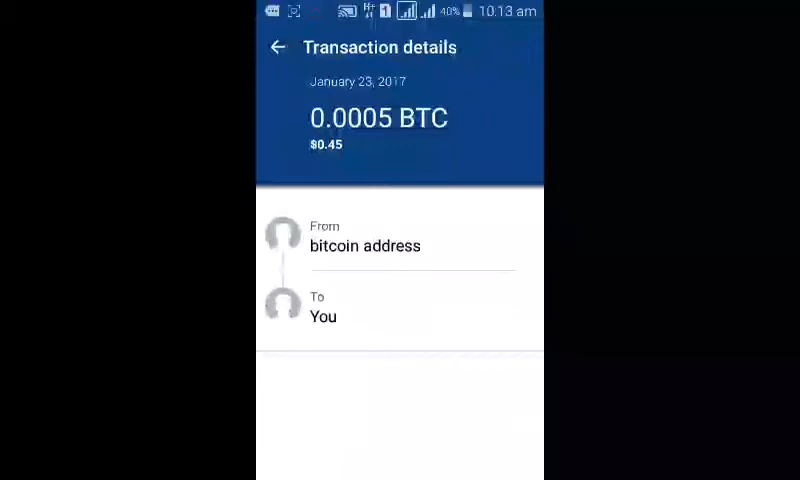 1 40% 10.13 am
Transaction details
January 23, 2017
0.0005 BTC
$0.45
From
bitcoin address
To
You